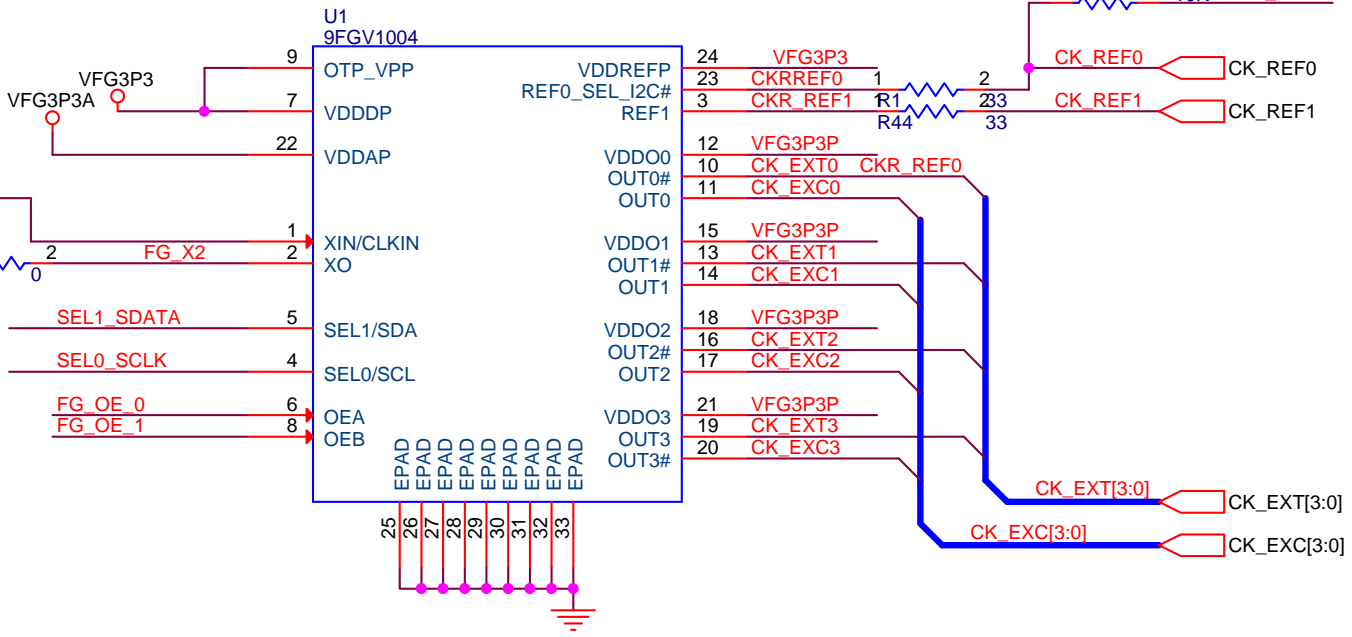 U1
9FGV1004
VFG3P3
VFG3P3A
9
OTP_VPP
7
VDDDP
22
VDDAP
1
XIN/CLKIN
2
0
FG_X2
2
XO
SEL1_SDATA
5
SEL1/SDA
SEL0_SCLK
4
SEL0/SCL
FG_OE_0
6
OEA
FG_OE_1
8
OEB
VDDREFP
24
VFG3P3
REF0_SEL_I2C#
23
CKRREF0
1
2
R1
33
CK_REF0
CK_REF0
REF1
3
CKR_REF1
1
2
R44
33
CK_REF1
CK_REF1
VDDO0
12
VFG3P3P
OUT0#
10
CK_EXT0
CKR_REF0
OUT0
11
CK_EXC0
VDDO1
15
VFG3P3P
OUT1#
13
CK_EXT1
OUT1
14
CK_EXC1
VDDO2
18
VFG3P3P
OUT2#
16
CK_EXT2
OUT2
17
CK_EXC2
VDDO3
21
VFG3P3P
OUT3
19
CK_EXT3
OUT3#
20
CK_EXC3
EPAD EPAD EPAD EPAD EPAD EPAD EPAD EPAD EPAD
25 26 27 28 29 30 31 32 33
CK_EXT[3:0]
CK_EXT[3:0]
CK_EXC[3:0]
CK_EXC[3:0]